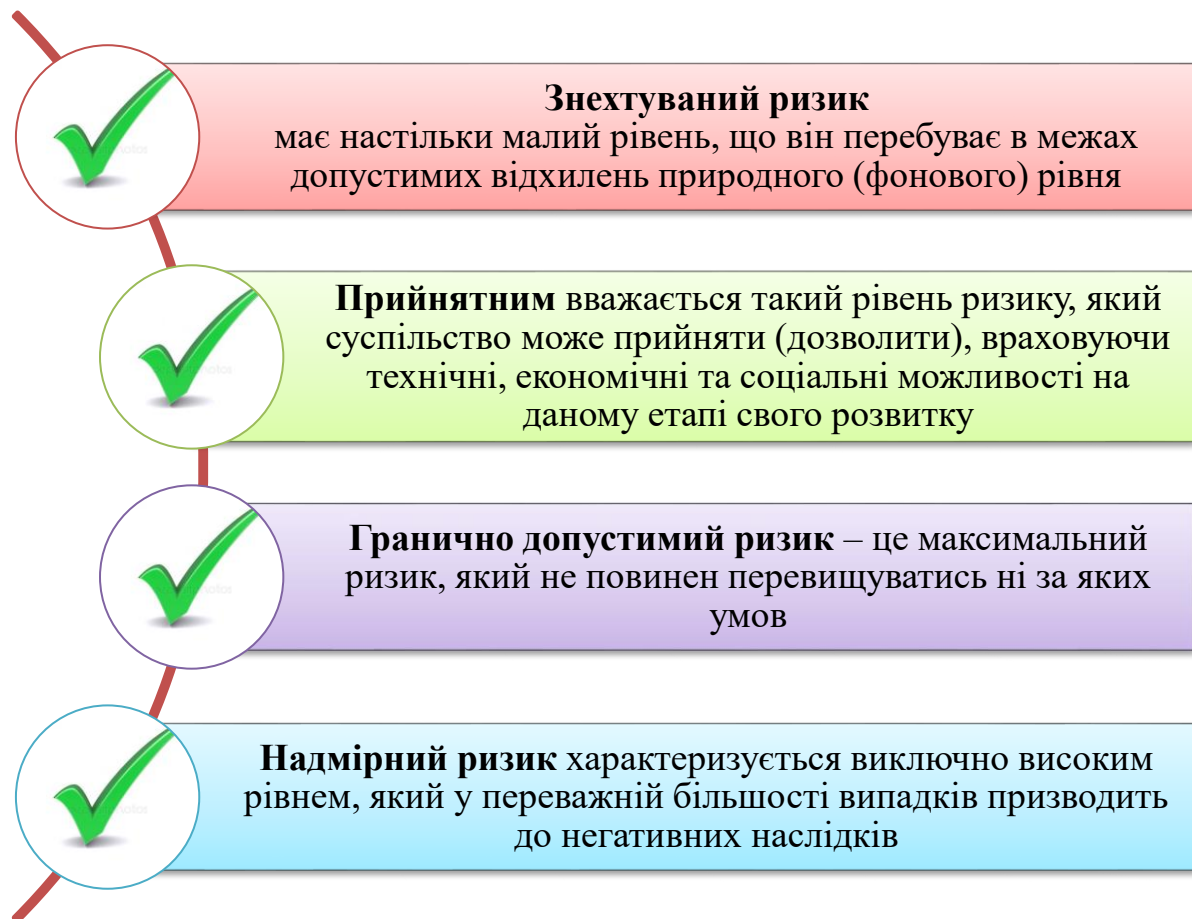 Знехтуваний ризик
має настільки малий рівень, що він перебуває в межах
допустимих відхилень природного (фонового) рівня
Прийнятним вважається такий рівень ризику, який
суспільство може прийняти (дозволити), враховуючи
технічні, економічні та соціальні можливості на
даному етапі свого розвитку
Гранично допустимий ризик – це максимальний
ризик, який не повинен перевищуватись ні за яких
умов
Надмірний ризик характеризується виключно високим
рівнем, який у переважній більшості випадків призводить
до негативних наслідків